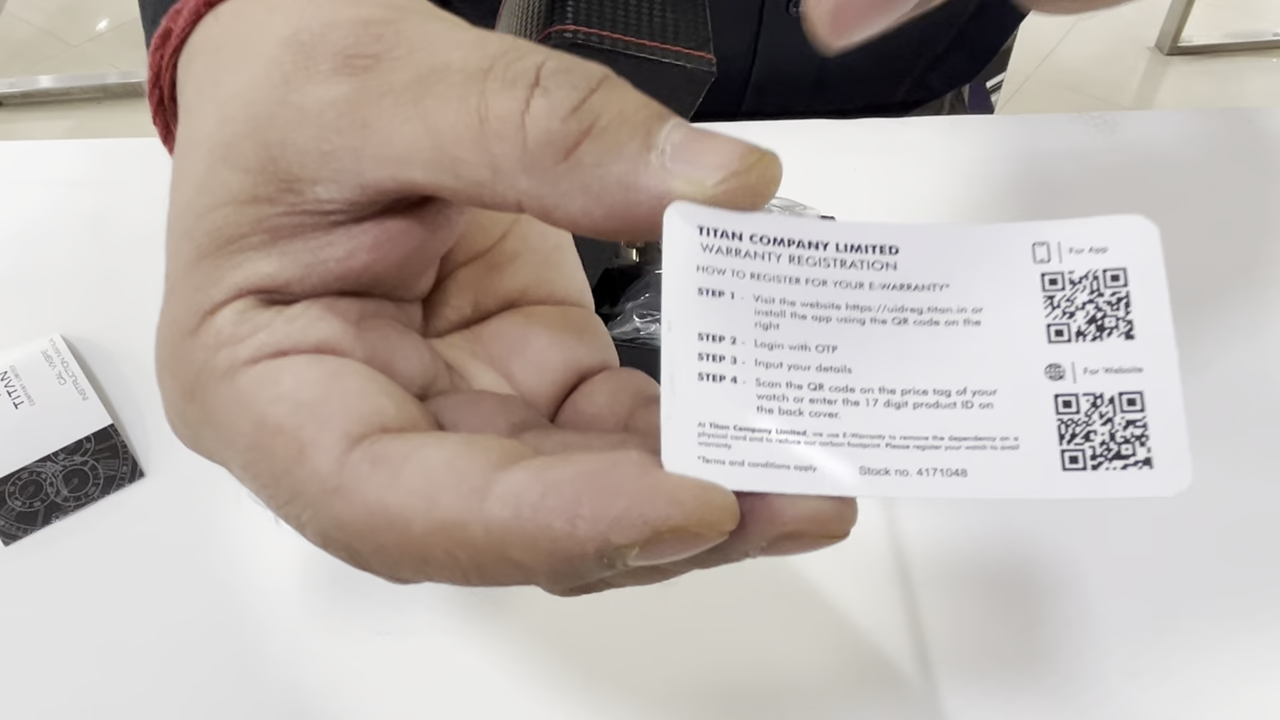 TITAN COMPANY LIMITED
WARRANTY REGISTRATION
HOW TO REGISTER FOR YOUR E-WARRANTY*
STEP 1 - Visit the website https://uidreg.titan.in or
install the app using the QR code on the
right
STEP 2 - Login with OTP
STEP 3 - Input your details
STEP 4 - Scan the QR code on the price tag of your
watch or enter the 17 digit product ID on
the back cover.
At Titan Company Limited, we use E-Warranty to remove the dependency on a
physical card and to reduce our carbon footprint. Please register your watch to avail
warranty.
*Terms and conditions apply.
Stock no. 4171048
For App
For Website
TITAN
INSTRUCTION MANUAL